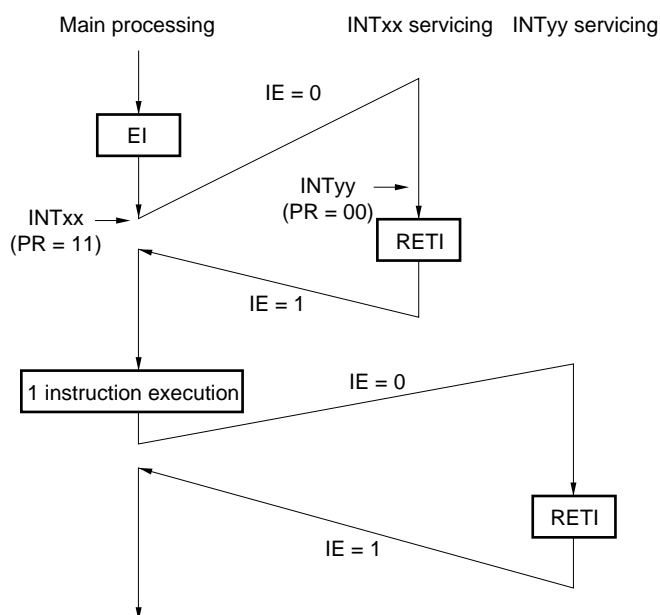 Main processing
INTxx servicing
INTyy servicing
IE = 0
EI
INTyy
(PR = 00)
INTxx
(PR = 11)
RETI
IE = 1
1 instruction execution
IE = 0
RETI
IE = 1